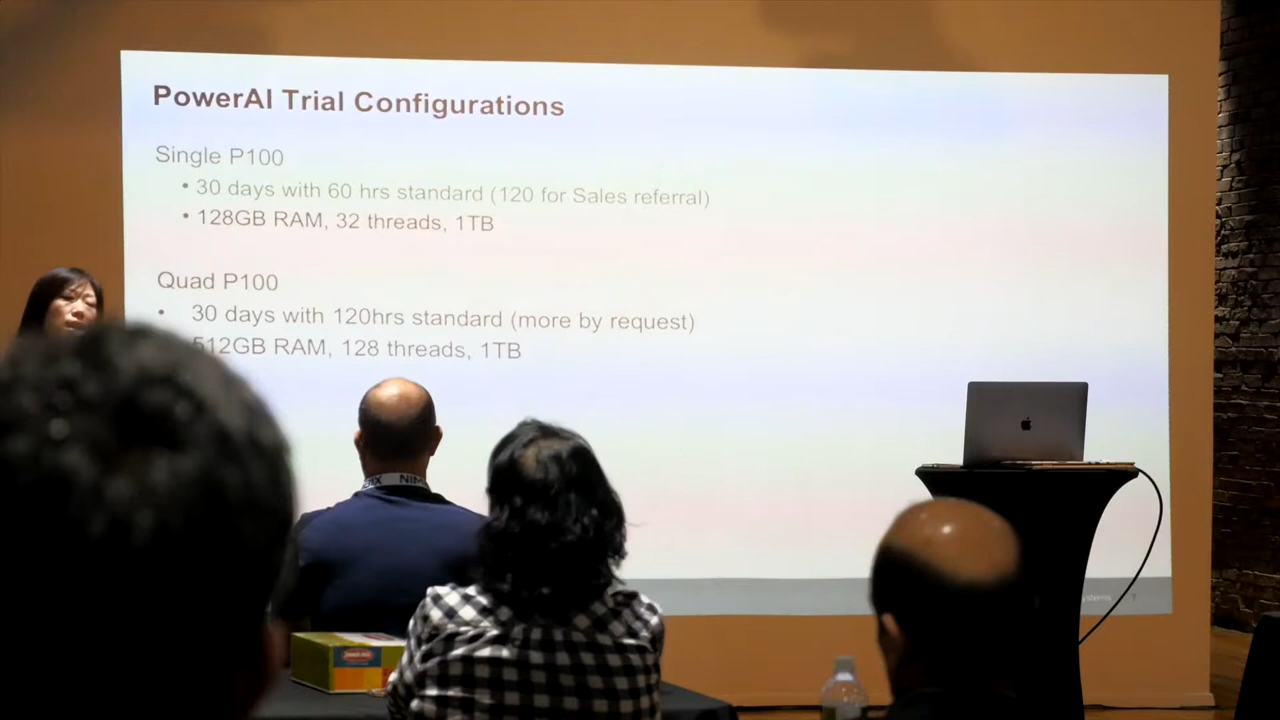 PowerAI Trial Configurations
Single P100
• 30 days with 60 hrs standard (120 for Sales referral)
• 128GB RAM, 32 threads, 1TB
Quad P100
• 30 days with 120hrs standard (more by request)
512GB RAM, 128 threads, 1TB